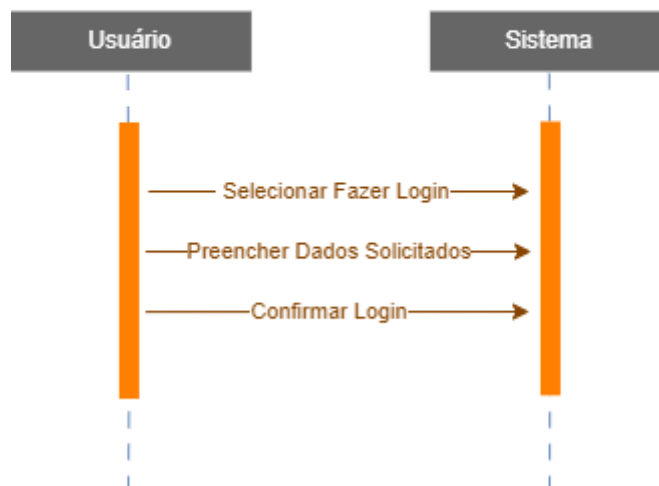 Usuário
Sistema
Selecionar Fazer Login
Preencher Dados Solicitados
Confirmar Login